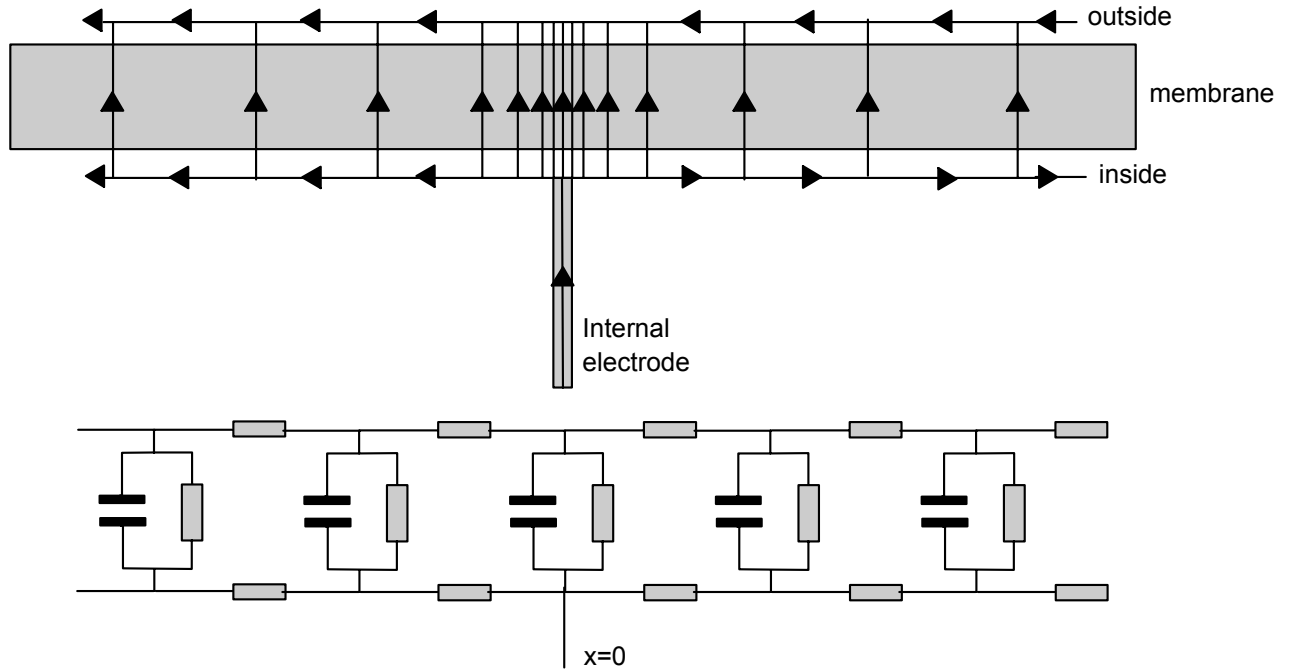 outside
membrane
inside
Internal
electrode
x=0